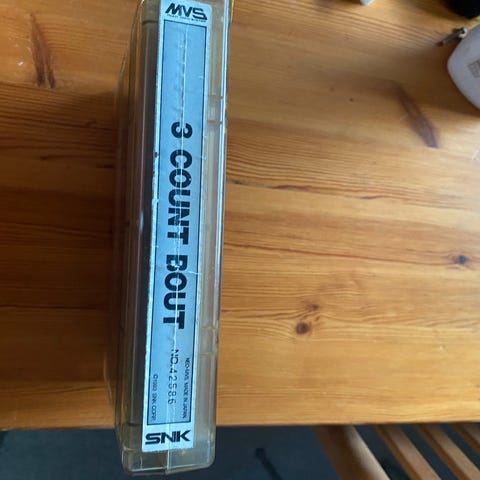 MVS
3 COUNT BOUT
NO.42586
NEO-MVS MADE IN JAPAN
©1993 SNK CORP.
SNK